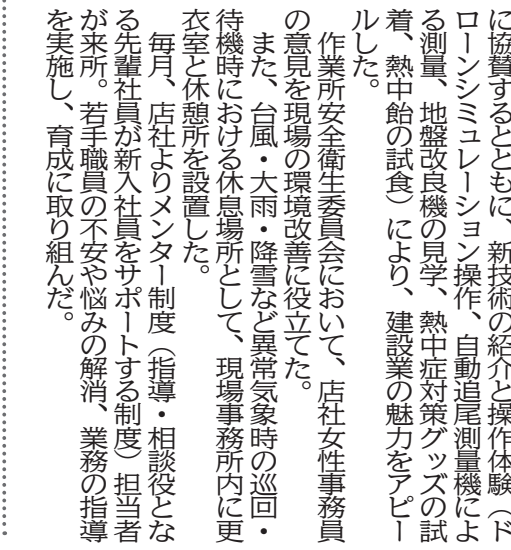 に協賛するとともに、新技術の紹介と操作体験（ド
ローンシミュレーション操作、自動追尾測量機によ
る測量、地盤改良機の見学、熱中症対策グッズの試
着、熱中飴の試食）により、建設業の魅力をアピー
ルした。
　作業所安全衛生委員会において、店社女性事務員
の意見を現場の環境改善に役立てた。
　また、台風・大雨・降雪など異常気象時の巡回・
待機時における休息場所として、現場事務所内に更
衣室と休憩所を設置した。
　毎月、店社よりメンター制度（指導・相談役とな
る先輩社員が新入社員をサポートする制度）担当者
が来所。若手職員の不安や悩みの解消、業務の指導
を実施し、育成に取り組んだ。